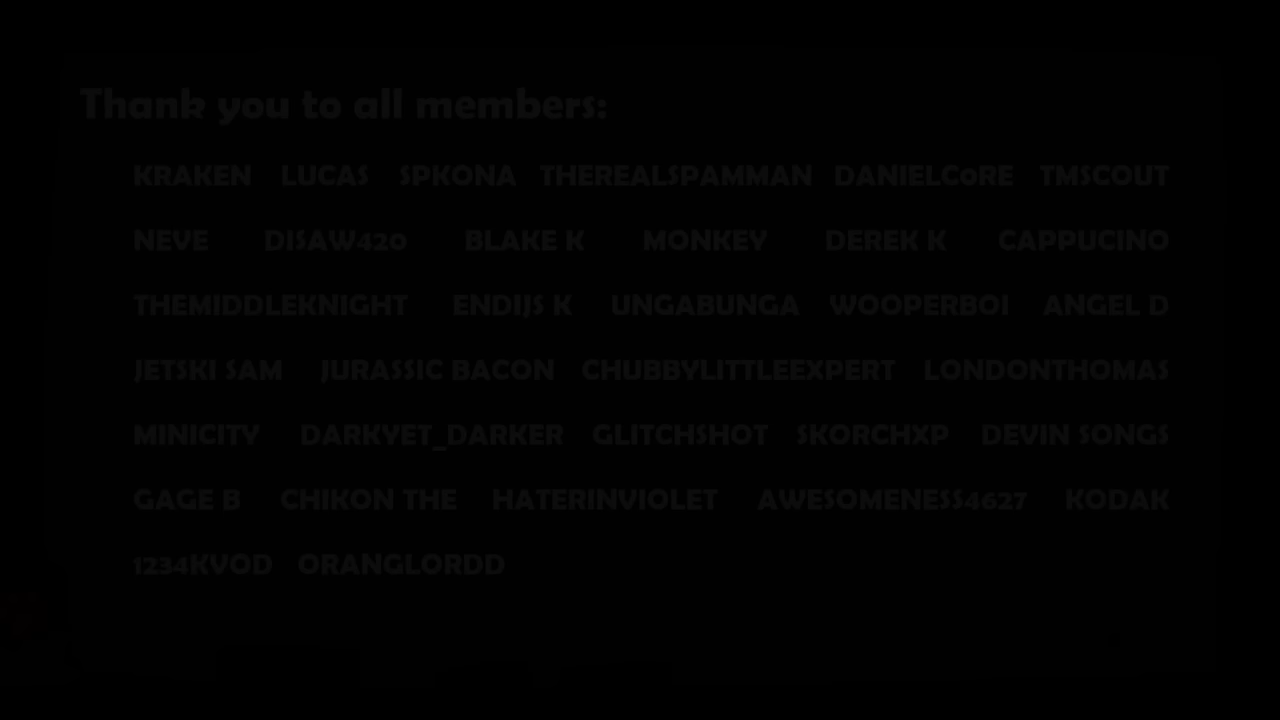 Thank you to all members:
KRAKEN LUCAS SPKONA THEREALSPAMMAN DANIELC0RE TMSCOUT
NEVE DISAW420 BLAKE K MONKEY DEREK K CAPPUCINO
THEMIDDLEKNIGHT ENDIJS K UNGABUNGA WOOPERBOI ANGEL D
JETSKI SAM JURASSIC BACON CHUBBYLITTLEEXPERT LONDONTHOMAS
MINICITY DARKYET_DARKER GLITCHSHOT SKORCHXP DEVIN SONGS
GAGE B CHIKON THE HATERINVIOLET AWESOMENESS4627 KODAK
1234KVOD ORANGLORDD